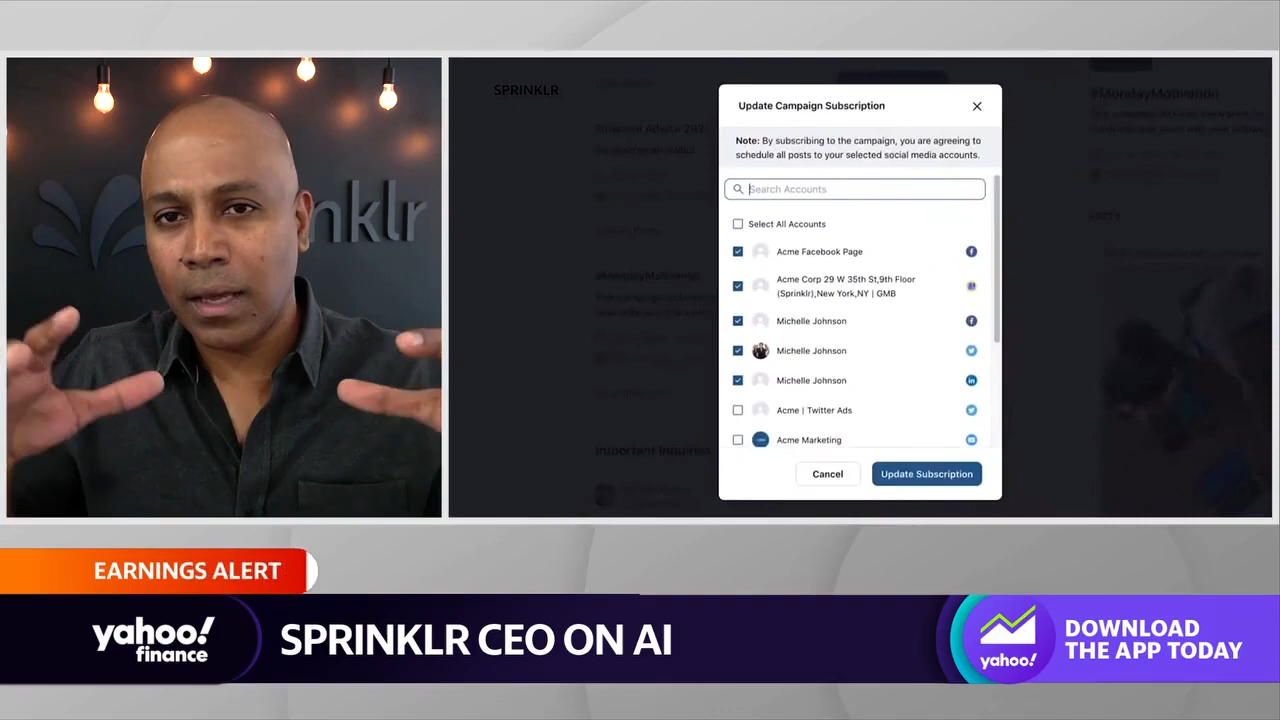 nklr
SPRINKLR
#MondayMotivation
Update Campaign Subscription
Note: By subscribing to the campaign, you are agreeing to
schedule all posts to your selected social media accounts.
Search Accounts
Select All Accounts
Acme Facebook Page
Acme Corp 29 W 35th St,9th Floor
(Sprinklr),New York,NY | GMB
Michelle Johnson
Michelle Johnson
Michelle Johnson
Acme | Twitter Ads
Acme Marketing
Important Inquiries
Cancel
Update Subscription
EARNINGS ALERT
yahoo!
finance
SPRINKLR CEO ON AI
yahoo!
DOWNLOAD
THE APP TODAY